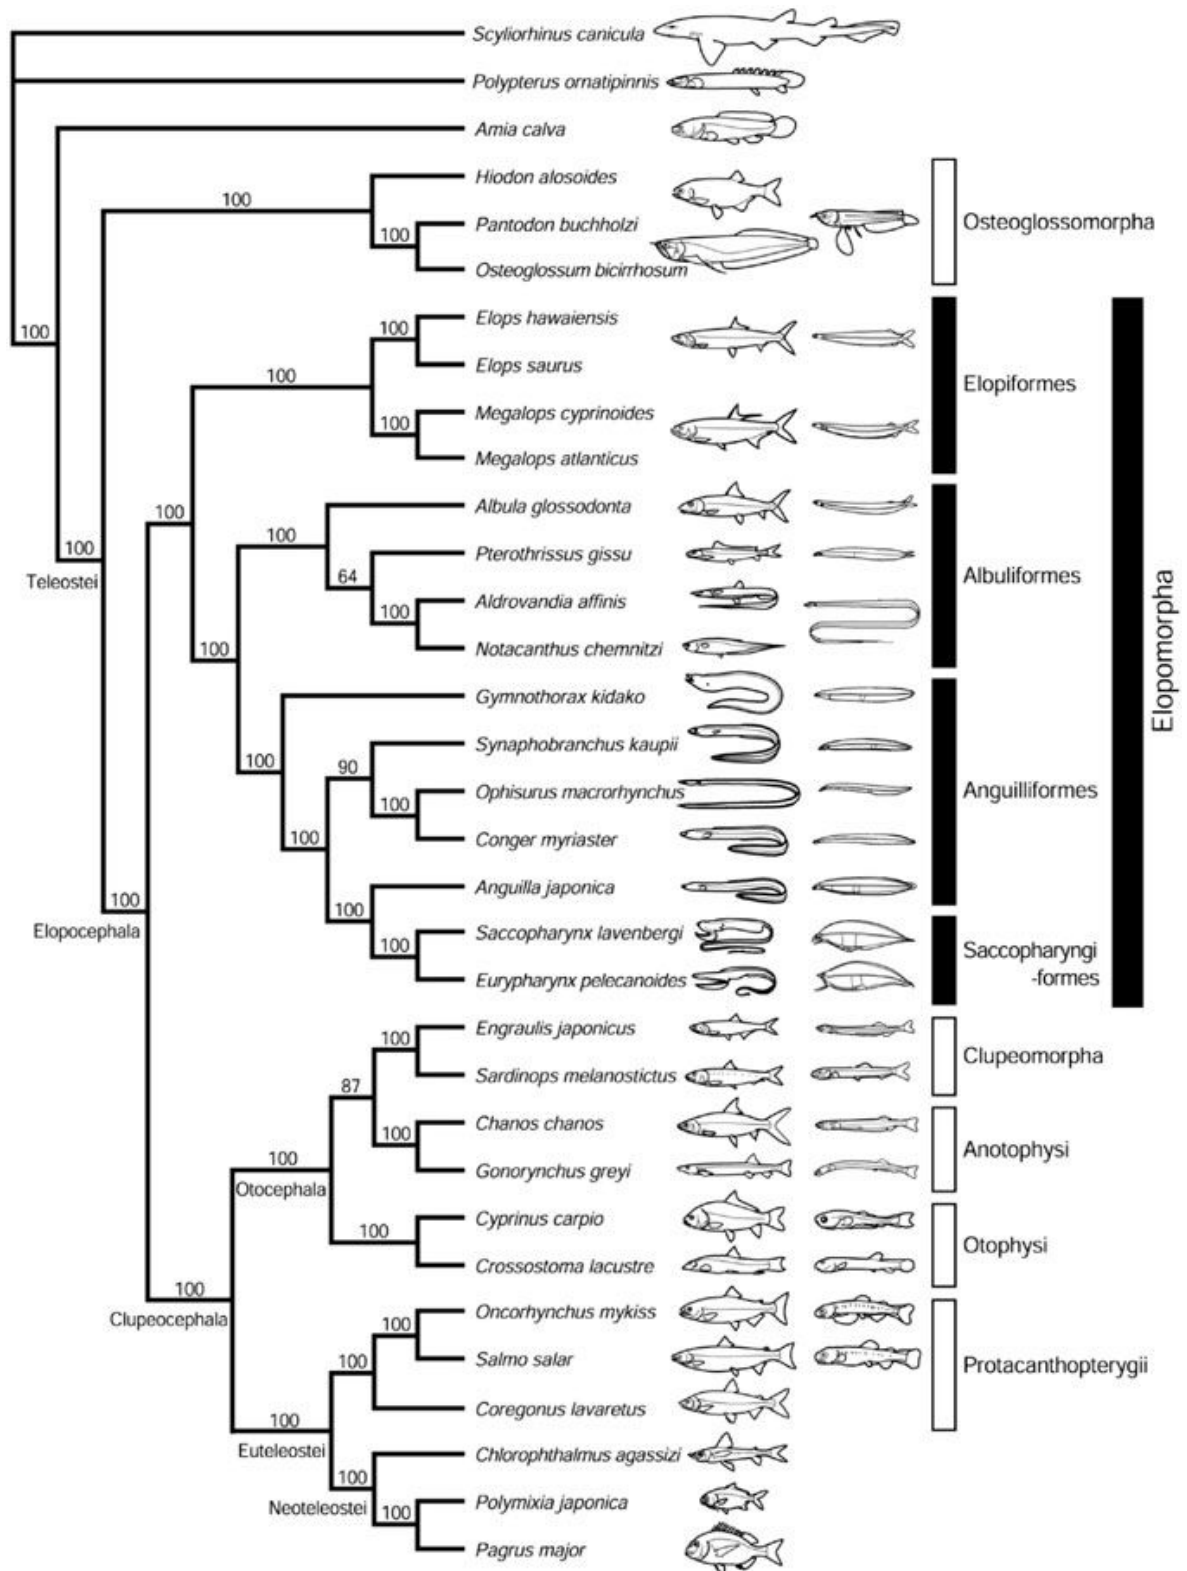 Scyliorhinus canicula
Polypterus ornatipinnis
Amia calva
Hiodon alosoides
100
Pantodon buchholzi
Osteoglossomorpha
100
Osteoglossum bicirrhosum
Elops hawaiensis
100
100
Elops saurus
100
Elopiformes
Megalops cyprinoides
100
Megalops atlanticus
Albula glossodonta
100
100
Pterothrissus gissu
100
Teleostei
64
Albuliformes
Aldrovandia affinis
100
Notacanthus chemnitzi
100
Elopomorpha
Gymnothorax kidako
Synaphobranchus kaupii
100
90
Ophisurus macrorhynchus
Anguilliformes
100
Conger myriaster
100
Anguilla japonica
100
100
Elopocephala
Saccopharynx lavenbergi
100
Saccopharyngi
-formes
Eurypharynx pelecanoides
Engraulis japonicus
100
Clupeomorpha
Sardinops melanostictus
87
Chanos chanos
100
Anotophysi
100
Otocephala
Gonorynchus greyi
Cyprinus carpio
100
Otophysi
Crossostoma lacustre
100
Clupeocephala
Oncorhynchus mykiss
100
Salmo salar
100
Protacanthopterygii
Coregonus lavaretus
100
Euteleostei
Chlorophthalmus agassizi
100
Neoteleostei
Polymixia japonica
100
Pagrus major